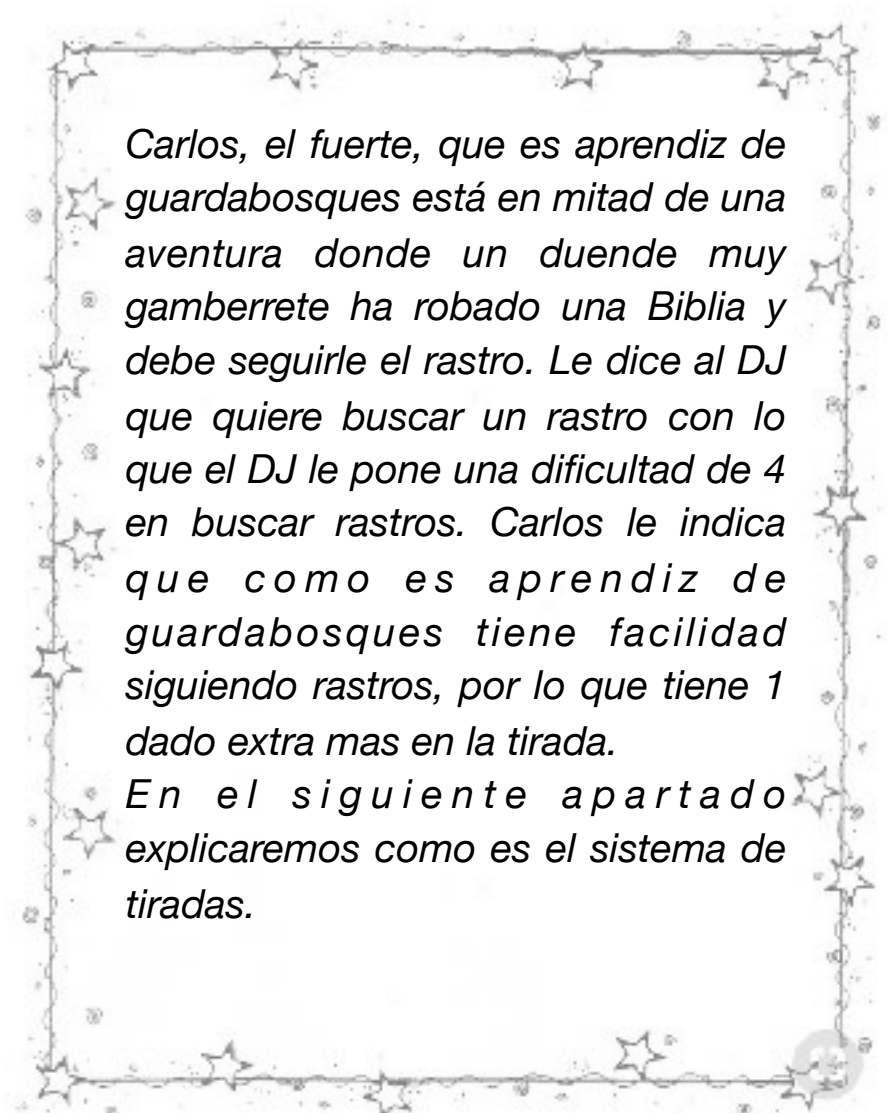 Carlos, el fuerte, que es aprendiz de
guardabosques está en mitad de una
aventura donde un duende muy
gamberrete ha robado una Biblia y
debe seguirle el rastro. Le dice al DJ
que quiere buscar un rastro con lo
que el DJ le pone una dificultad de 4
en buscar rastros. Carlos le indica
que como es aprendiz de
guardabosques tiene facilidad
siguiendo rastros, por lo que tiene 1
dado extra mas en la tirada.
En el siguiente apartado
explicaremos como es el sistema de
tiradas.